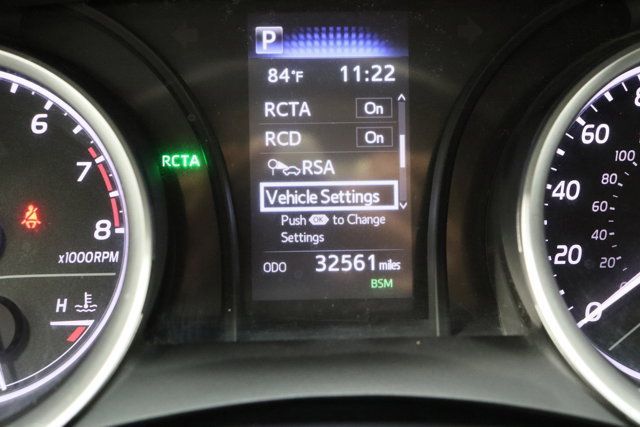 P
84°F 11:22
RCTA On
RCD On
RSA
Vehicle Settings
Push OK to Change
Settings
ODO 32561 miles
BSM
RCTA
6
7
8
x1000RPM
H
60
40
20
0
100
80
60
40
20